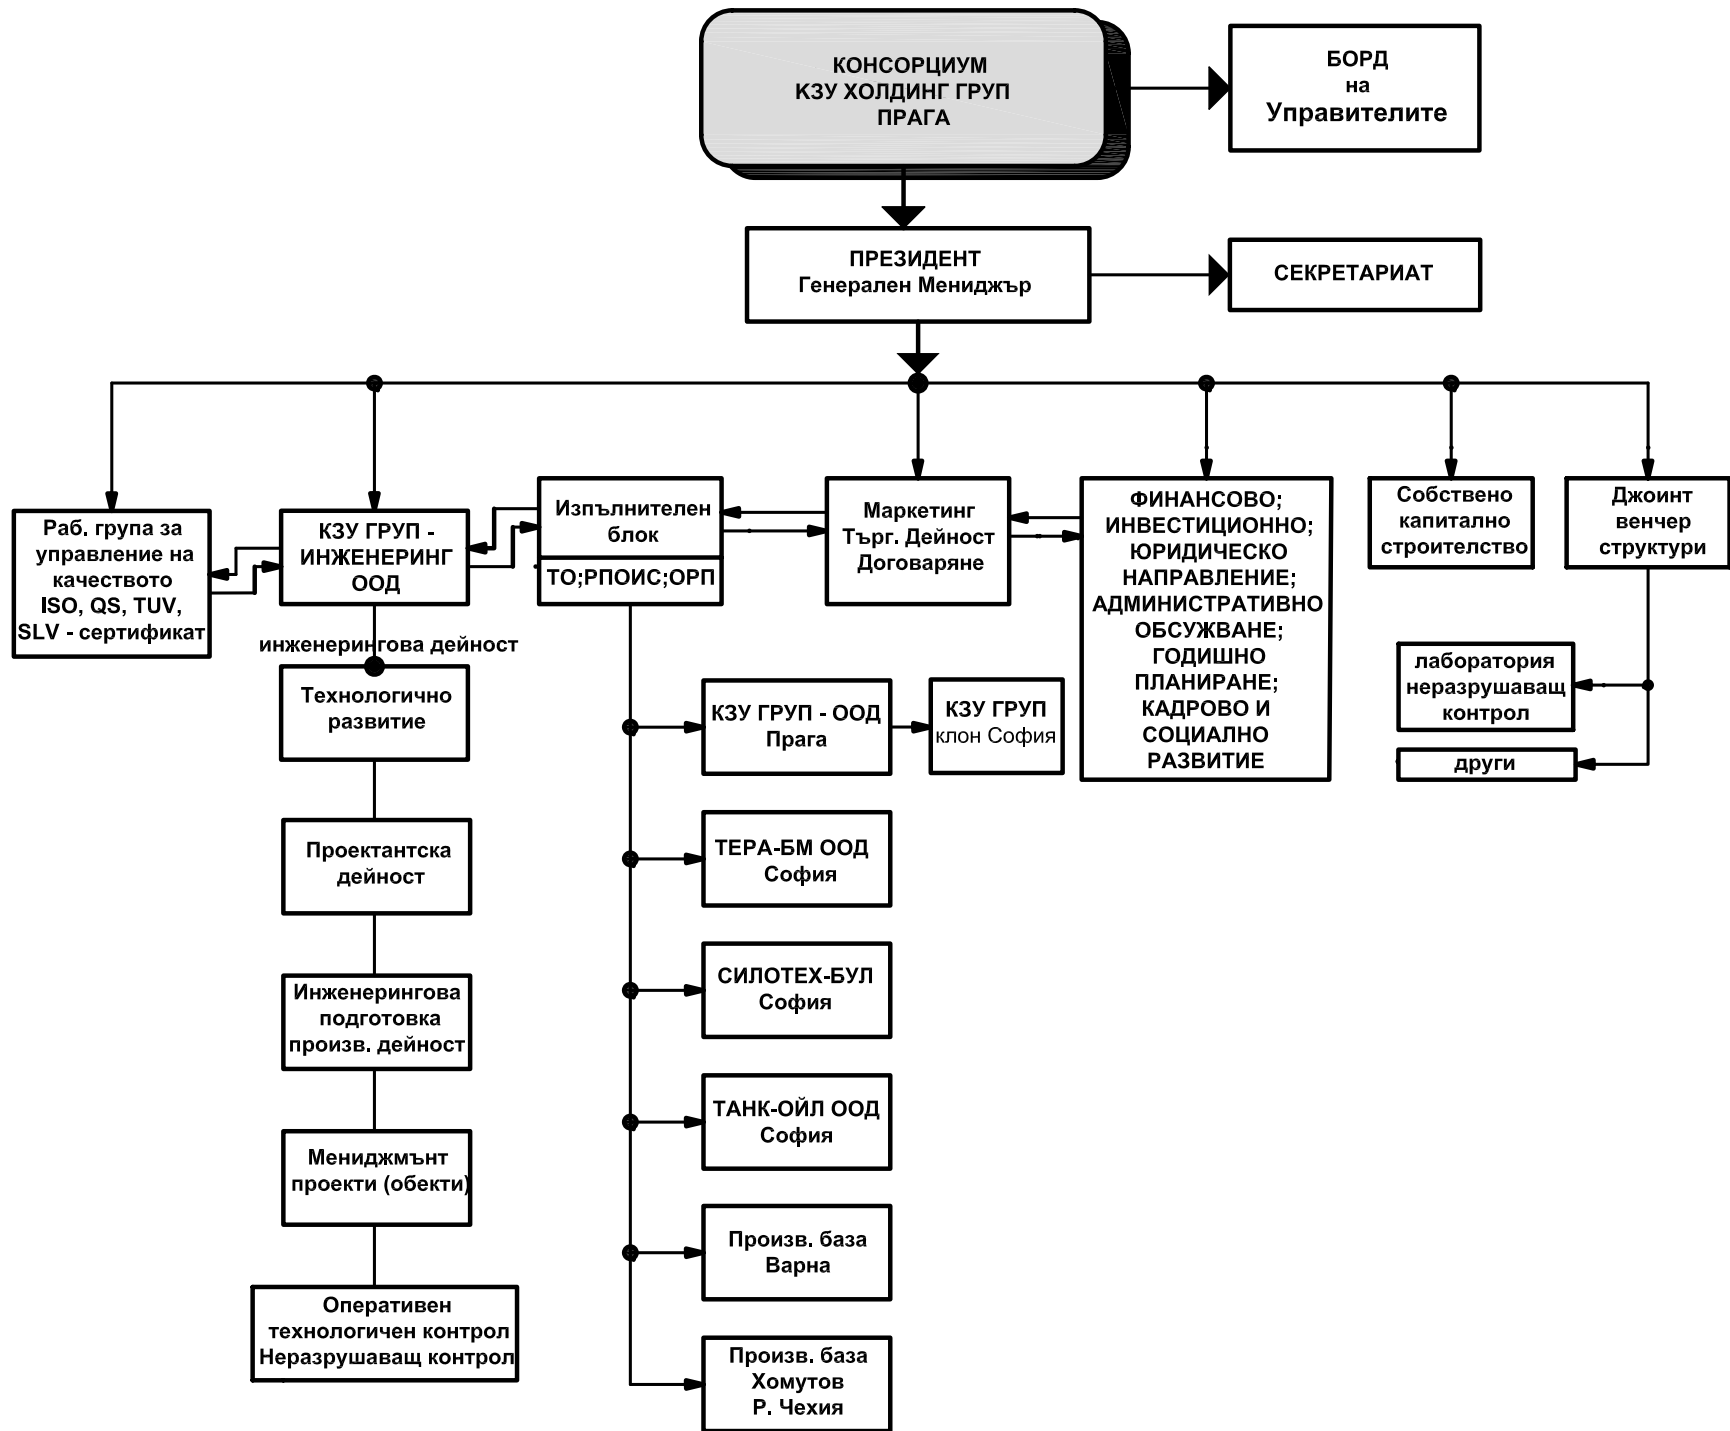 КОНСОРЦИУМ
КЗУ ХОЛДИНГ ГРУП
ПРАГА
БОРД
на
Управителите
ПРЕЗИДЕНТ
Генерален Мениджър
СЕКРЕТАРИАТ
Раб. група за
управление на
качеството
ISO, QS, TUV,
SLV - сертификат
КЗУ ГРУП -
ИНЖЕНЕРИНГ
ООД
Изпълнителен
блок
ТО;РПОИС;ОРП
Маркетинг
Търг. Дейност
Договаряне
ФИНАНСОВО;
ИНВЕСТИЦИОННО;
ЮРИДИЧЕСКО
НАПРАВЛЕНИЕ;
АДМИНИСТРАТИВНО
ОБСУЖВАНЕ;
ГОДИШНО
ПЛАНИРАНЕ;
КАДРОВО И
СОЦИАЛНО
РАЗВИТИЕ
Собствено
капитално
строителство
Джоинт
венчер
структури
инженерингова дейност
Технологично
развитие
Проектантска
дейност
Инженерингова
подготовка
произв. дейност
Мениджмънт
проекти (обекти)
Оперативен
технологичен контрол
Неразрушаващ контрол
КЗУ ГРУП - ООД
Прага
КЗУ ГРУП
клон София
ТЕРА-БМ ООД
София
СИЛОТЕХ-БУЛ
София
ТАНК-ОЙЛ ООД
София
Произв. база
Варна
Произв. база
Хомутов
Р. Чехия
лаборатория
неразрушаващ
контрол
други